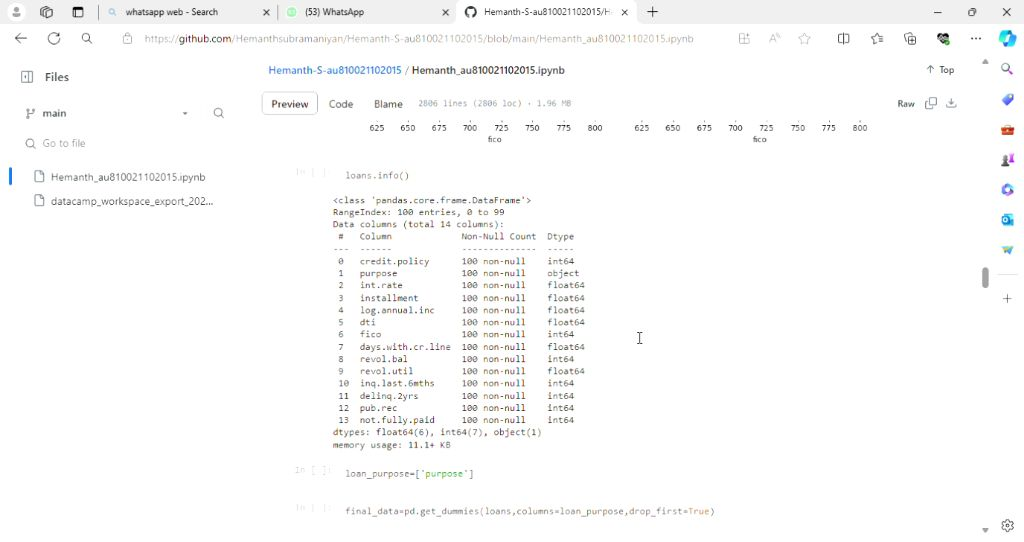 whatsapp web - Search
(53) WhatsApp
Hemanth-S-au810021102015/H
https://github.com/Hemanthsubramaniyan/Hemanth-S-au810021102015/blob/main/Hemanth_au810021102015.ipynb
Files
Hemanth-S-au810021102015 / Hemanth_au810021102015.ipynb
Top
main
Preview Code Blame 2806 lines (2806 loc) · 1.96 MB
Raw
Go to file
625 650 675 700 725 750 775 800 625 650 675 700 725 750 775 800
fico fico
Hemanth_au810021102015.ipynb
datacamp_workspace_export_202...
In [ ]: loans.info()
<class 'pandas.core.frame.DataFrame'>
RangeIndex: 100 entries, 0 to 99
Data columns (total 14 columns):
# Column Non-Null Count Dtype
--- ------ -------------- -----
0 credit.policy 100 non-null int64
1 purpose 100 non-null object
2 int.rate 100 non-null float64
3 installment 100 non-null float64
4 log.annual.inc 100 non-null float64
5 dti 100 non-null float64
6 fico 100 non-null int64
7 days.with.cr.line 100 non-null float64
8 revol.bal 100 non-null int64
9 revol.util 100 non-null float64
10 inq.last.6mths 100 non-null int64
11 delinq.2yrs 100 non-null int64
12 pub.rec 100 non-null int64
13 not.fully.paid 100 non-null int64
dtypes: float64(6), int64(7), object(1)
memory usage: 11.1+ KB
In [ ]: loan_purpose=['purpose']
In [ ]: final_data=pd.get_dummies(loans,columns=loan_purpose,drop_first=True)